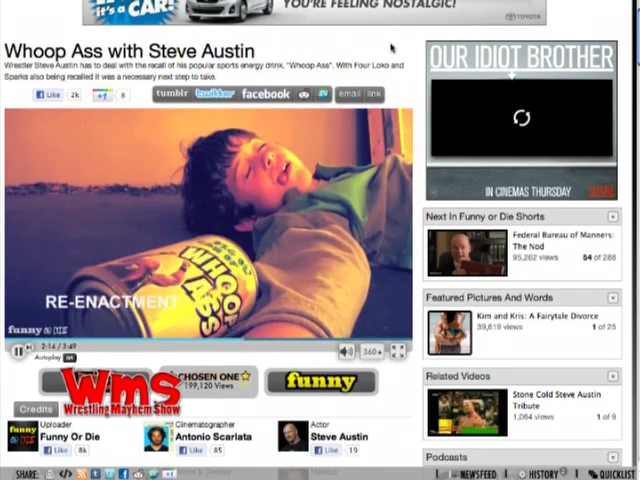 it's a CAR!
YOU'RE FEELING NOSTALGIC!
TOYOTA
Whoop Ass with Steve Austin
Wrestler Steve Austin has to deal with the recall of his popular sports energy drink, "Whoop Ass". With Four Loko and
Sparks also being recalled it was a necessary next step to take.
Like 2k
+1 8
tumblr twitter facebook
email link
OUR IDIOT BROTHER
IN CINEMAS THURSDAY
WHOOP
ASS
RE-ENACTMENT
funny OR DIE
2:14 / 3:49
360
Autoplay on
Next In Funny or Die Shorts
Federal Bureau of Manners:
The Nod
95,262 views 54 of 288
Featured Pictures And Words
Kim and Kris: A Fairytale Divorce
39,619 views 1 of 25
Related Videos
Stone Cold Steve Austin
Tribute
1,064 views 1 of 9
Podcasts
CHOSEN ONE
199,120 Views
funny
WMS
Wrestling Mayhem Show
Credits
Uploader
Funny Or Die
Like 8k
Cinematographer
Antonio Scarlata
Like 85
Actor
Steve Austin
Like 19
SHARE:
NEWSFEED
HISTORY
QUICKLIST